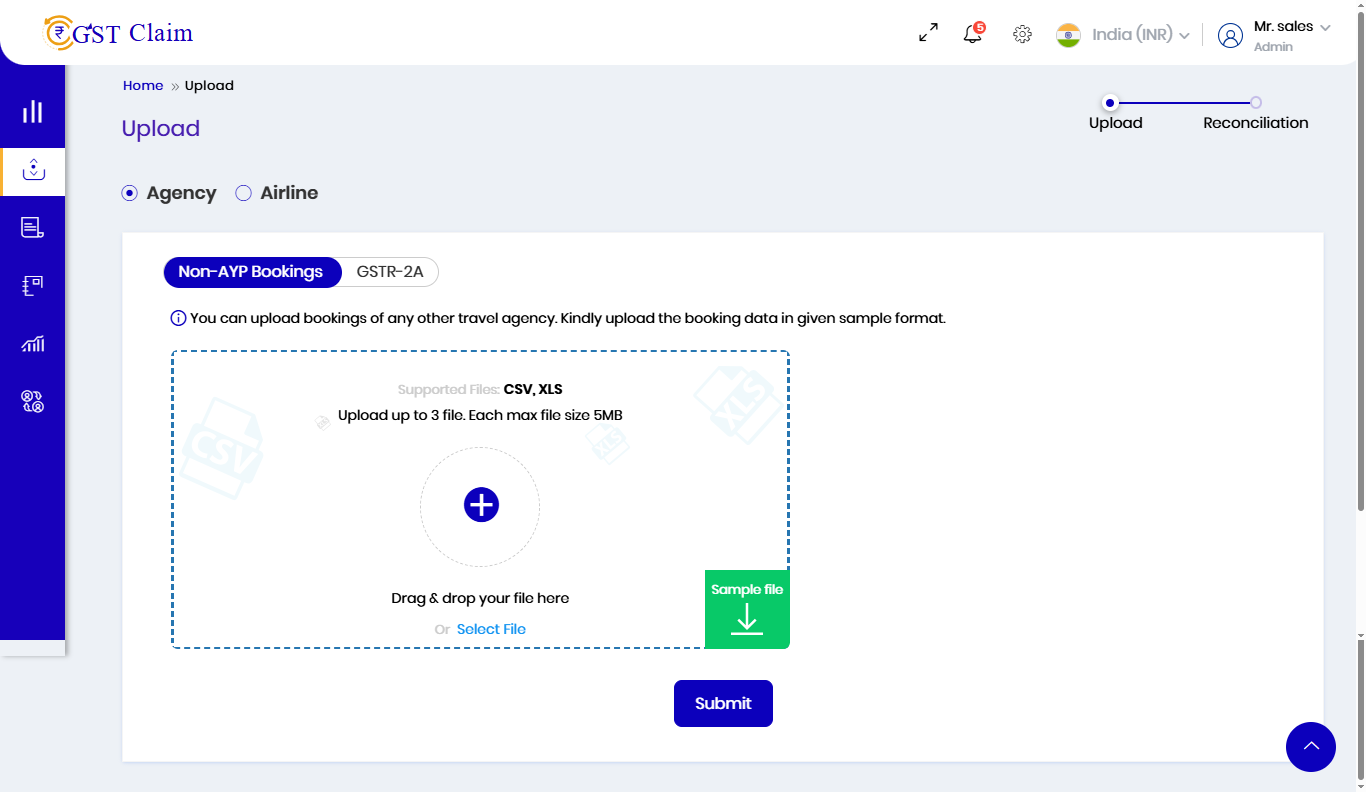 GST Claim
5
India (INR)
Mr. sales
Admin
Home » Upload
Upload
Upload
Reconciliation
Agency
Airline
Non-AYP Bookings
GSTR-2A
You can upload bookings of any other travel agency. Kindly upload the booking data in given sample format.
Supported Files: CSV, XLS
Upload up to 3 file. Each max file size 5MB
CSV
XLS
XLS
Drag & drop your file here
Or Select File
Sample file
Submit